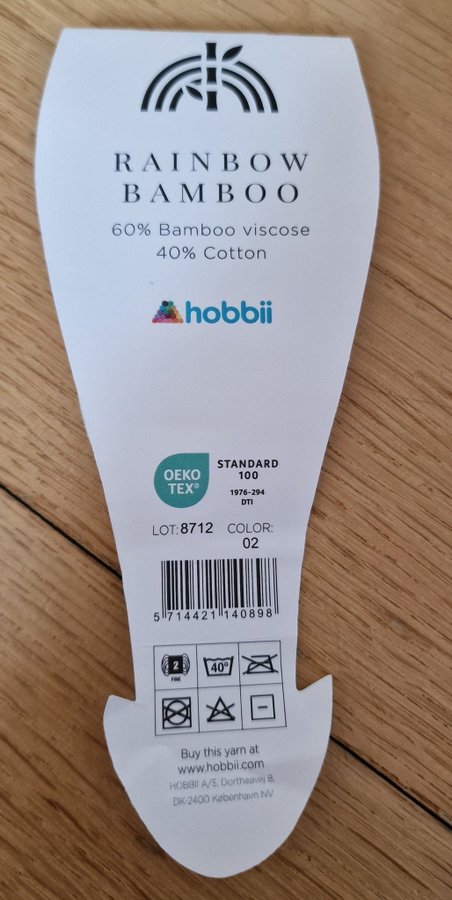 RAINBOW
BAMBOO
60% Bamboo viscose
40% Cotton
hobbii
OEKO
TEX®
STANDARD
100
1976-294
DTI
LOT: 8712 COLOR:
02
5 714421 140898
2
FINE
40°
Buy this yarn at
www.hobbii.com
HOBBii A/S, Dortheavej 8,
DK-2400 København NV